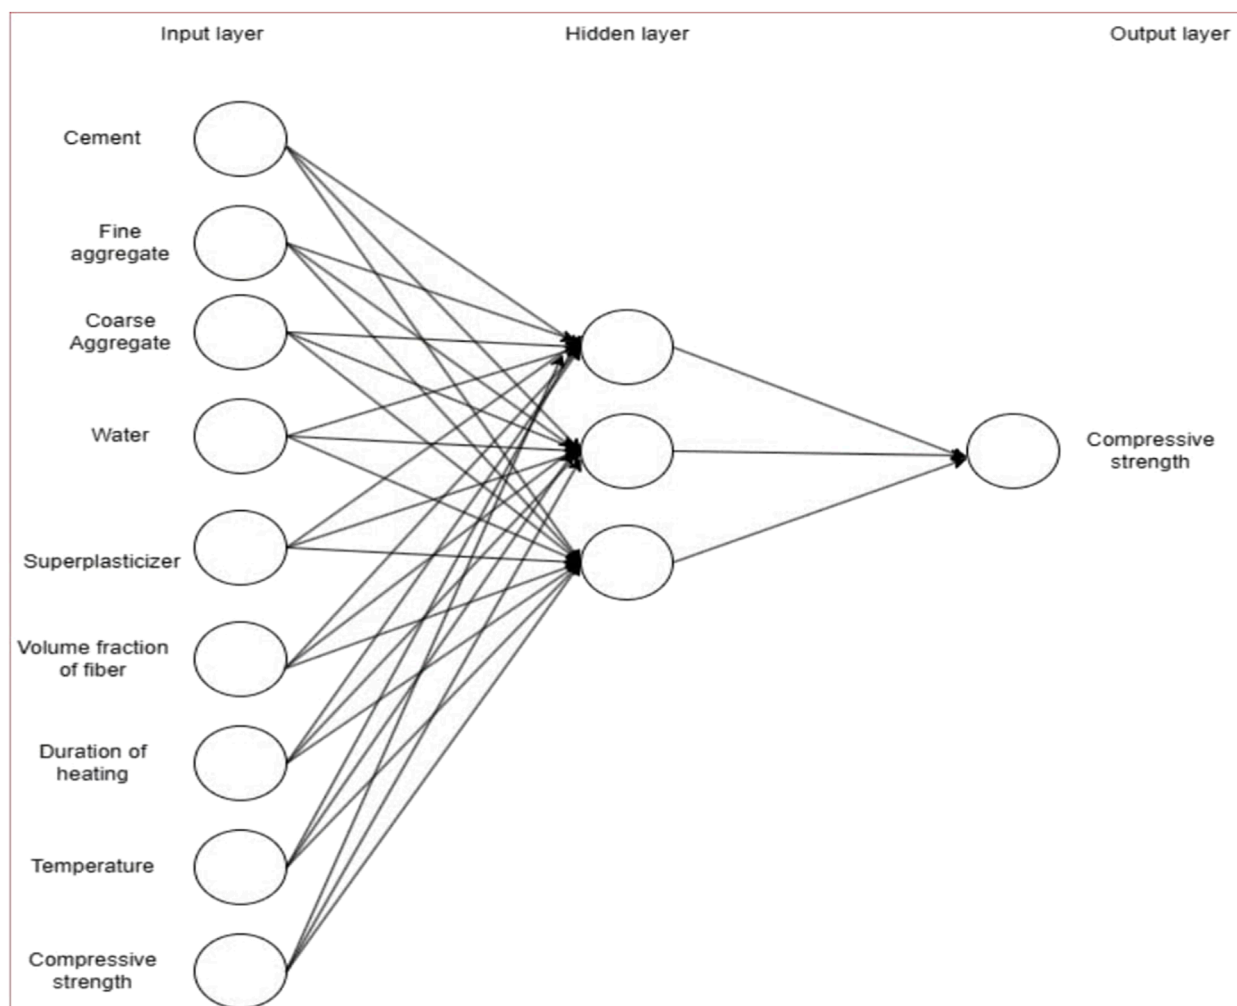 Input layer
Hidden layer
Output layer
Cement
Fine
aggregate
Coarse
Aggregate
Water
Superplasticizer
Volume fraction
of fiber
Duration of
heating
Temperature
Compressive
strength
Compressive
strength